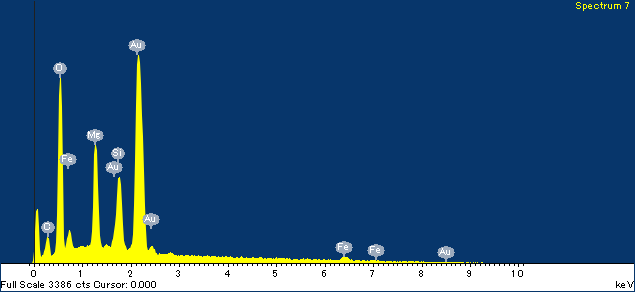 Spectrum 7
Au
O
Mg
Si
Fe
Au
Au
C
Fe Fe Au
0 1 2 3 4 5 6 7 8 9 10
Full Scale 3386 cts Cursor: 0.000 keV